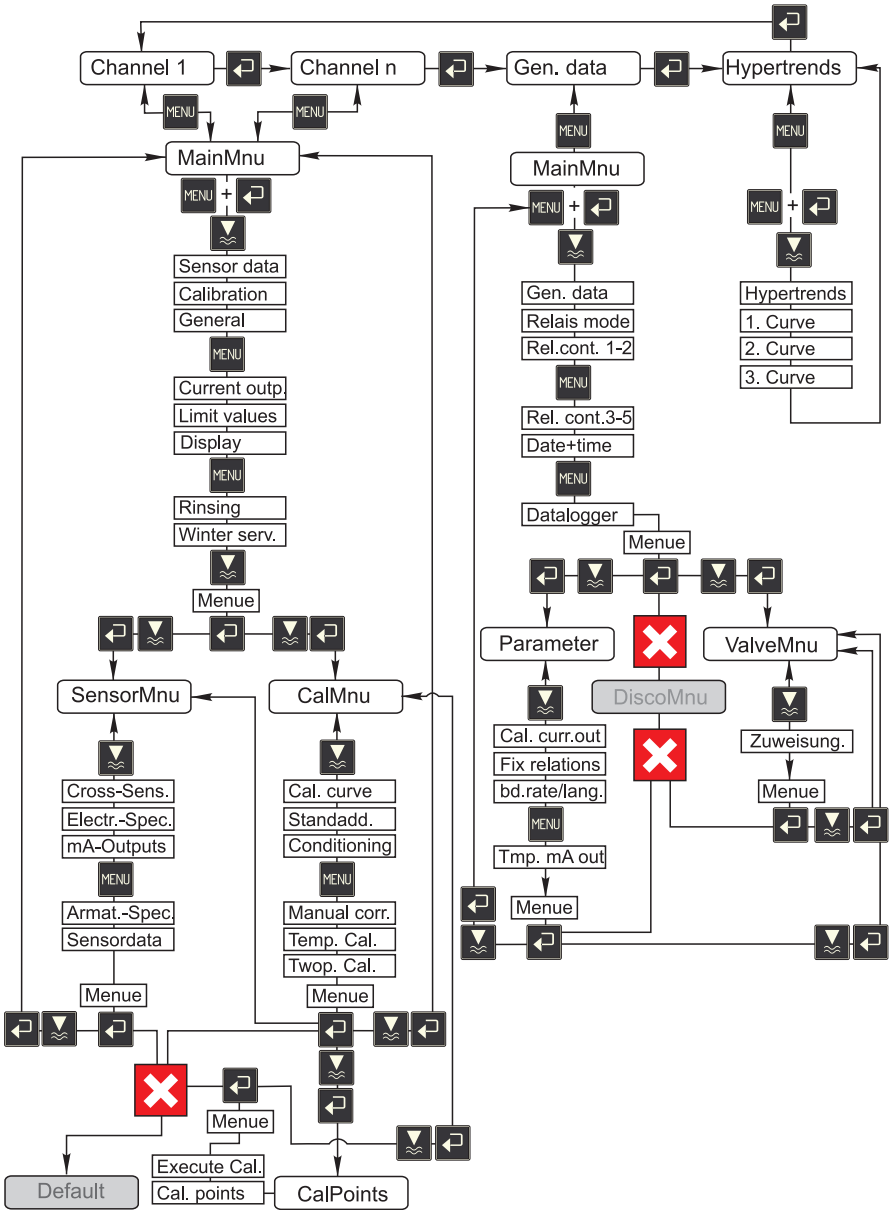 Channel 1
Channel n
Gen. data
Hypertrends
MENU
MENU
MENU
MENU
MainMnu
MainMnu
MENU +
MENU +
MENU +
Sensor data
Calibration
General
MENU
Current outp.
Limit values
Display
MENU
Rinsing
Winter serv.
Menue
Gen. data
Relais mode
Rel.cont. 1-2
MENU
Rel. cont.3-5
Date+time
MENU
Datalogger
Menue
Hypertrends
1. Curve
2. Curve
3. Curve
SensorMnu
CalMnu
Parameter
DiscoMnu
ValveMnu
Cross-Sens.
Electr.-Spec.
mA-Outputs
MENU
Armat.-Spec.
Sensordata
Menue
Cal. curve
Standadd.
Conditioning
MENU
Manual corr.
Temp. Cal.
Twop. Cal.
Menue
Cal. curr.out
Fix relations
bd.rate/lang.
MENU
Tmp. mA out
Menue
Zuweisung.
Menue
Menue
Execute Cal.
Cal. points
Default
CalPoints